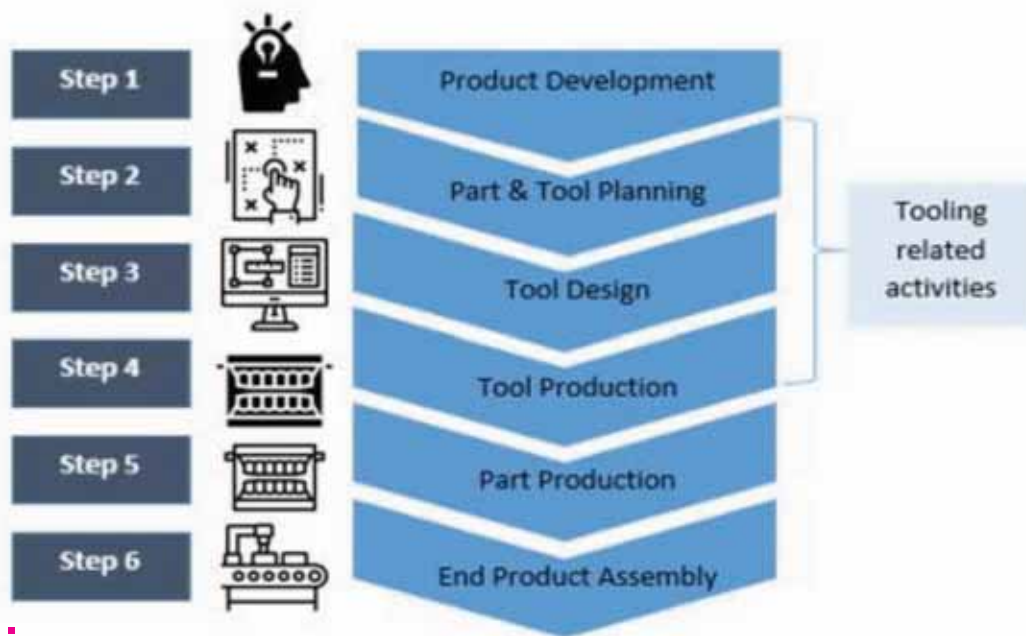 Step 1
Product Development
Step 2
Part & Tool Planning
Step 3
Tool Design
Step 4
Tool Production
Step 5
Part Production
Step 6
End Product Assembly
Tooling
related
activities